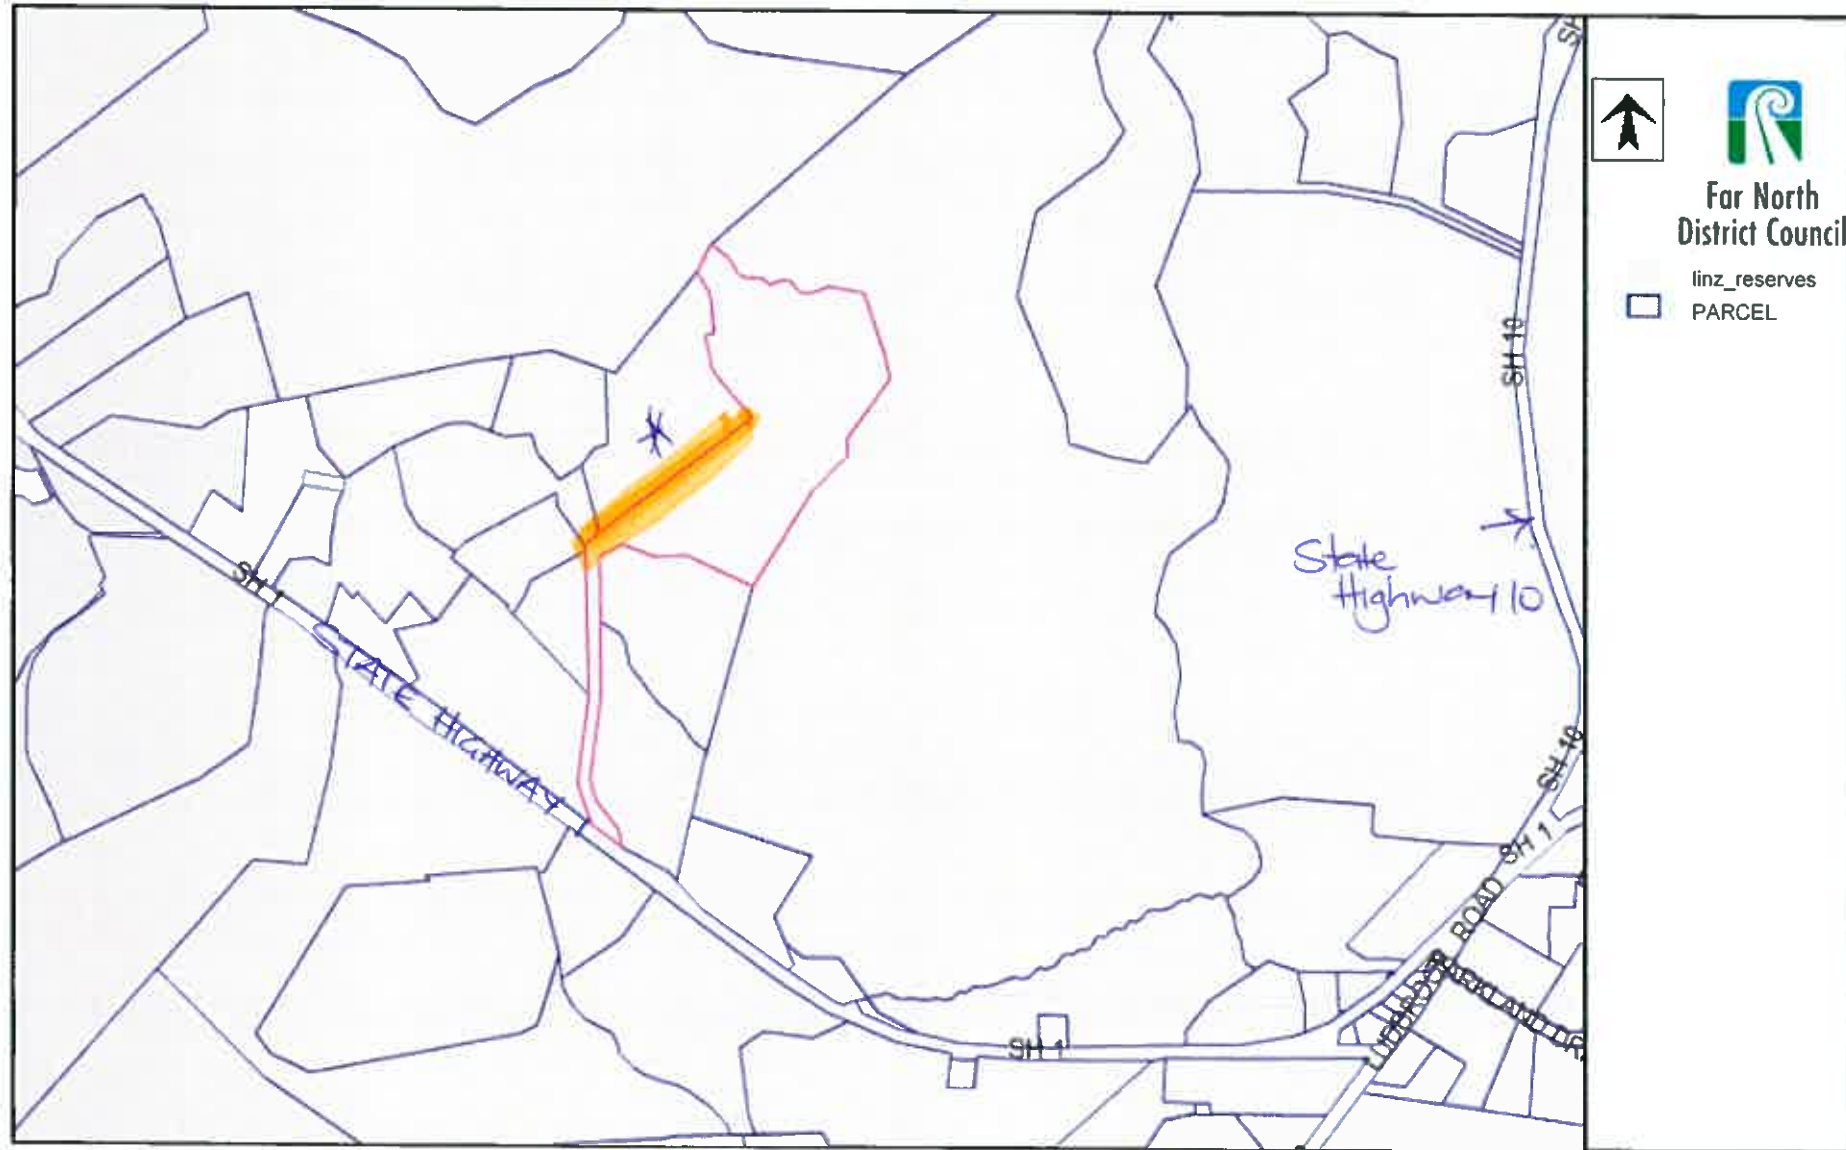 SH
Far North
District Council
linz_reserves
PARCEL
SH 10
State
Highway 10
SH 1
STATE HIGHWAY 1
SH 10
SH 1
ROAD
SH 1